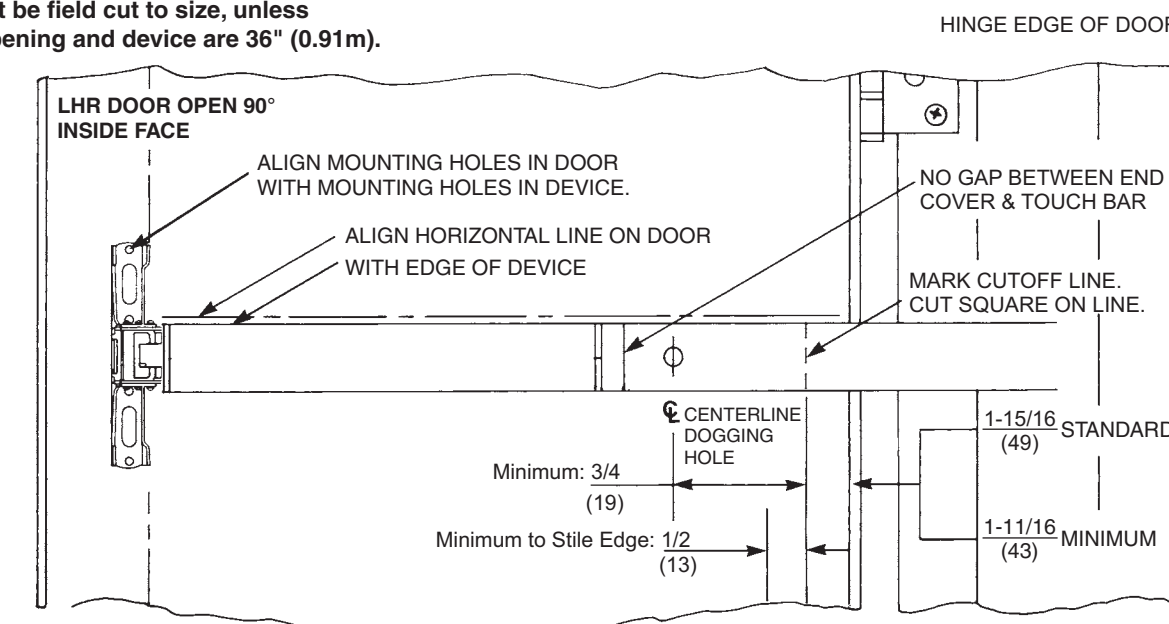 t be field cut to size, unless
pening and device are 36" (0.91m).
HINGE EDGE OF DOOR
LHR DOOR OPEN 90°
INSIDE FACE
ALIGN MOUNTING HOLES IN DOOR
WITH MOUNTING HOLES IN DEVICE.
NO GAP BETWEEN END
COVER & TOUCH BAR
ALIGN HORIZONTAL LINE ON DOOR
WITH EDGE OF DEVICE
MARK CUTOFF LINE.
CUT SQUARE ON LINE.
℄ CENTERLINE
DOGGING
HOLE
1-15/16 STANDARD
(49)
Minimum: 3/4
(19)
Minimum to Stile Edge: 1/2
(13)
1-11/16 MINIMUM
(43)